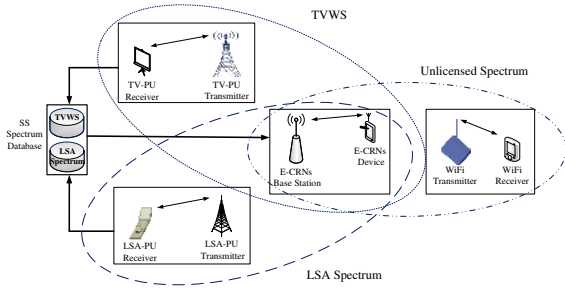 TVWS
TV-PU
Receiver
TV-PU
Transmitter
Unlicensed Spectrum
SS
Spectrum
Database
TVWS
LSA
Spectrum
E-CRNs
Base Station
E-CRNs
Device
WiFi
Transmitter
WiFi
Receiver
LSA-PU
Receiver
LSA-PU
Transmitter
LSA Spectrum